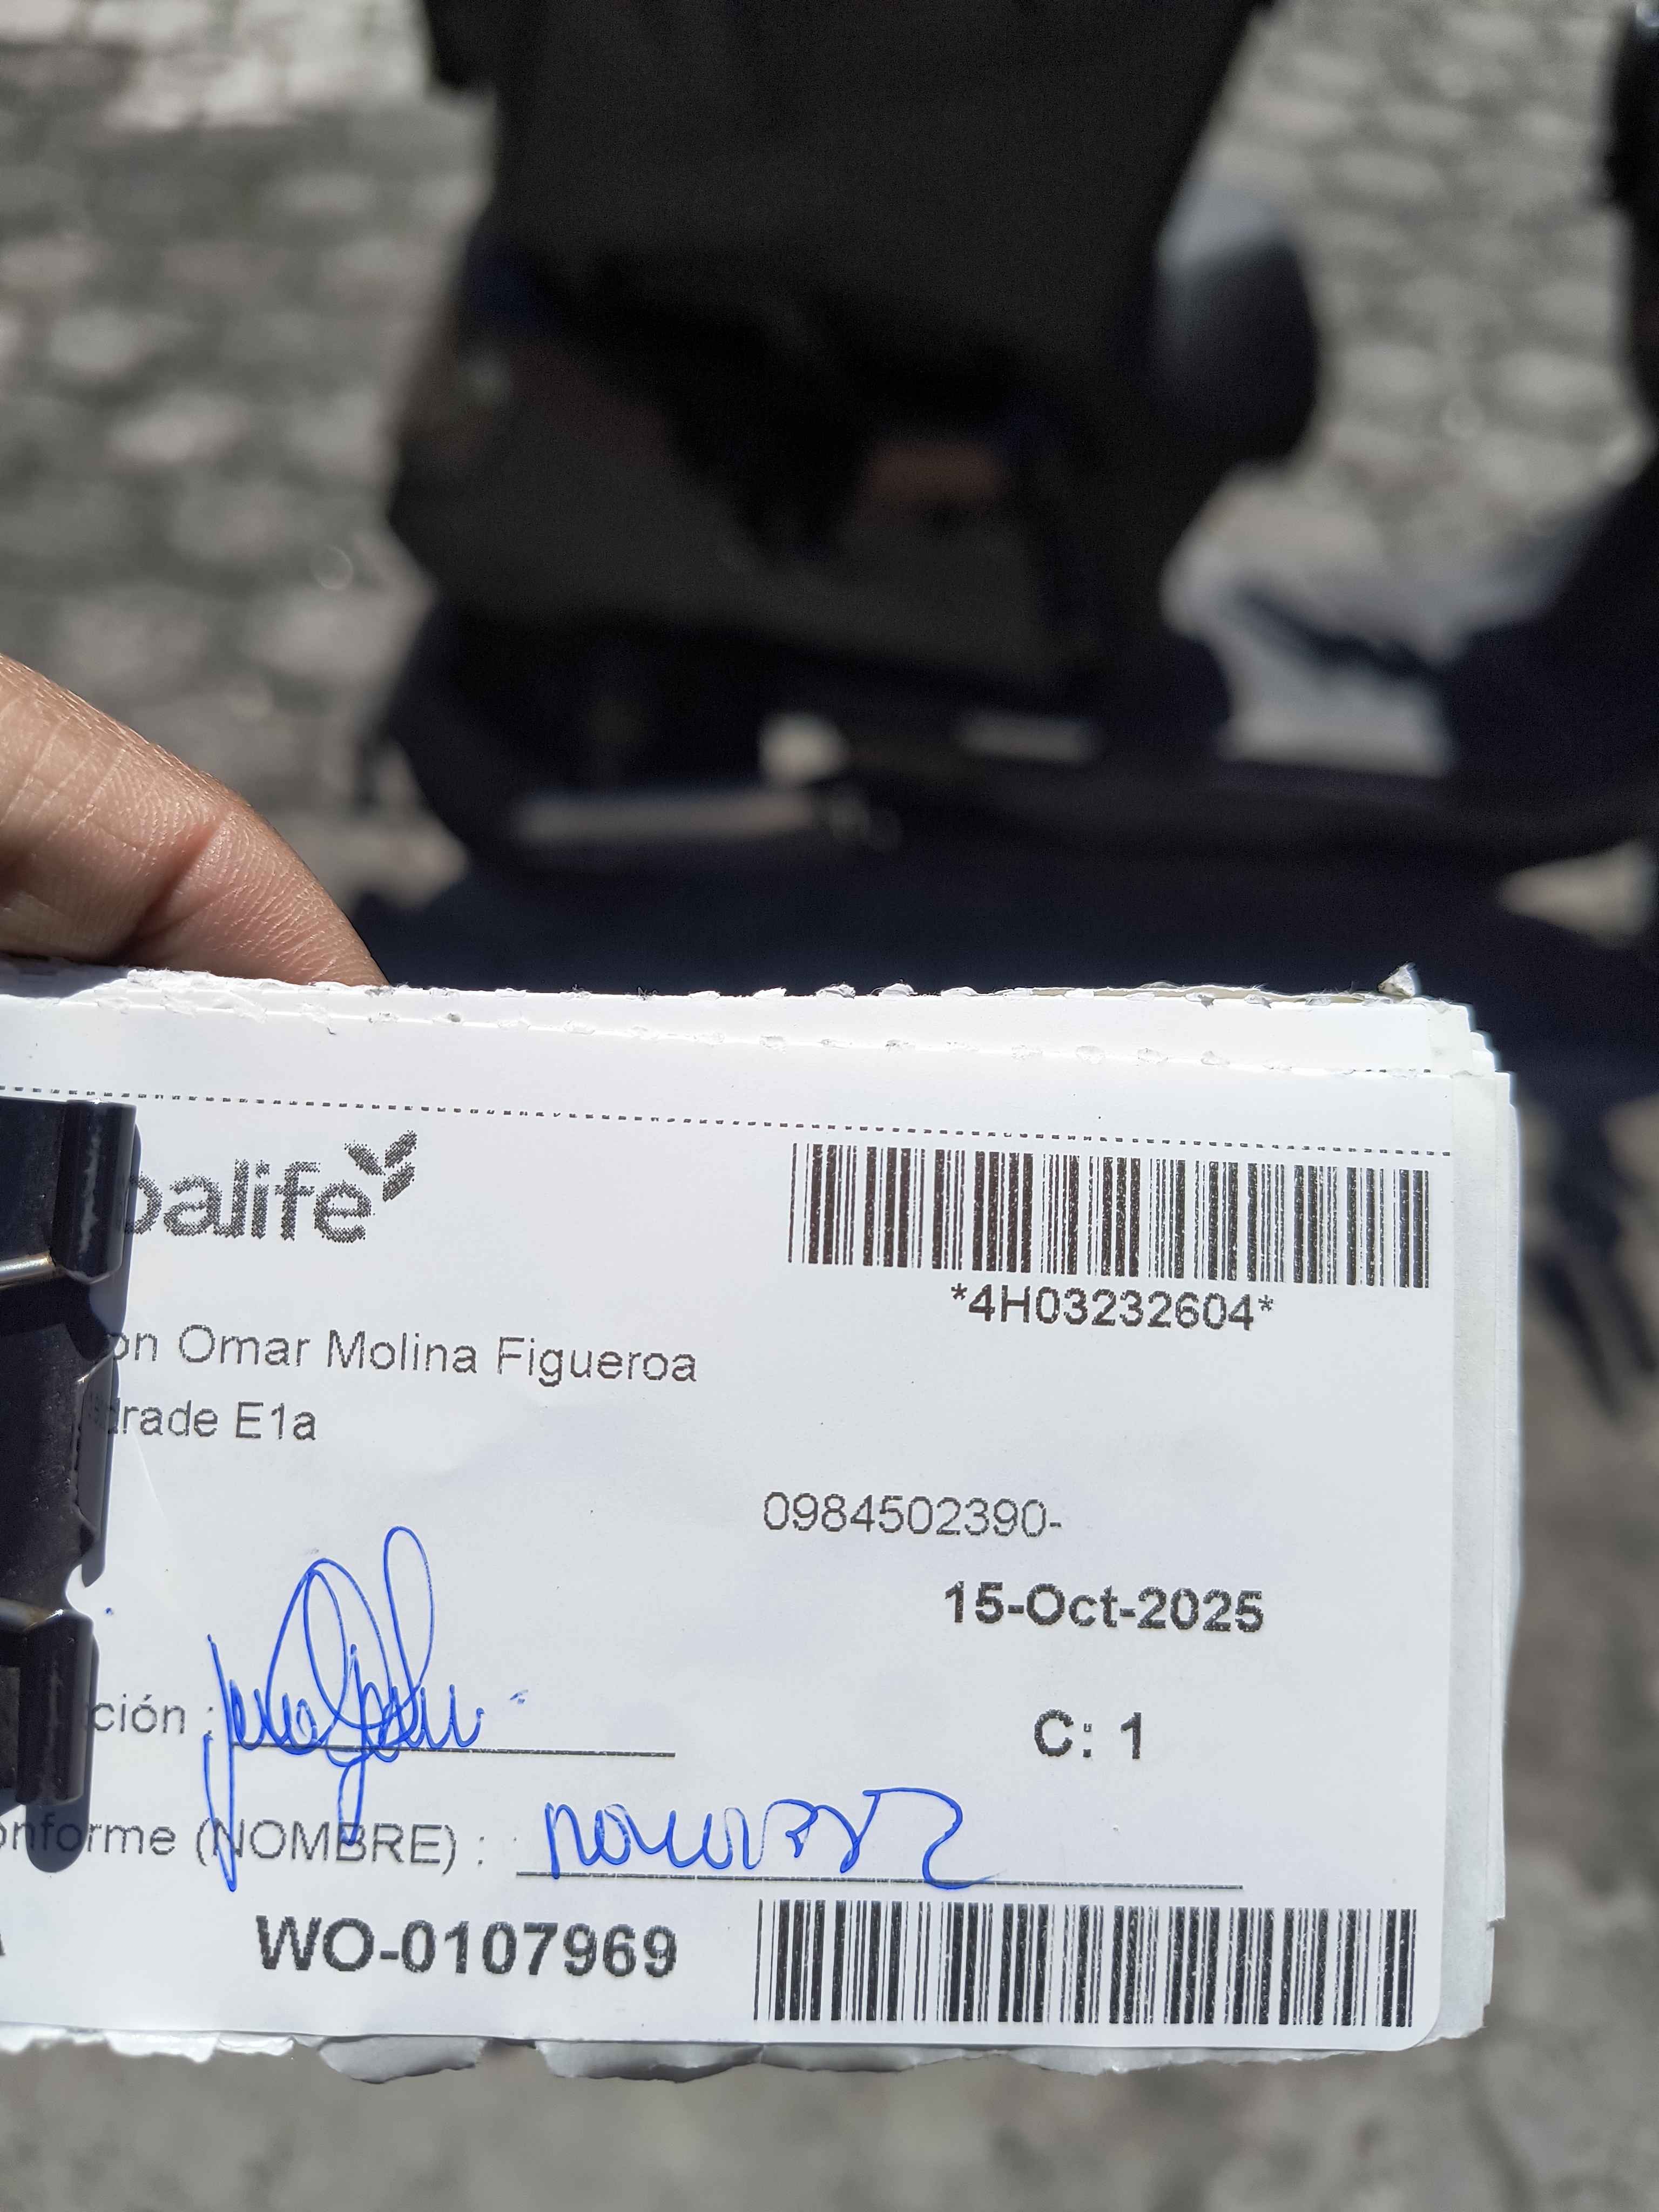 balife
*4H03232604*
on Omar Molina Figueroa
drade E1a
0984502390-
15-Oct-2025
ción :
C: 1
onforme (NOMBRE) :
WO-0107969